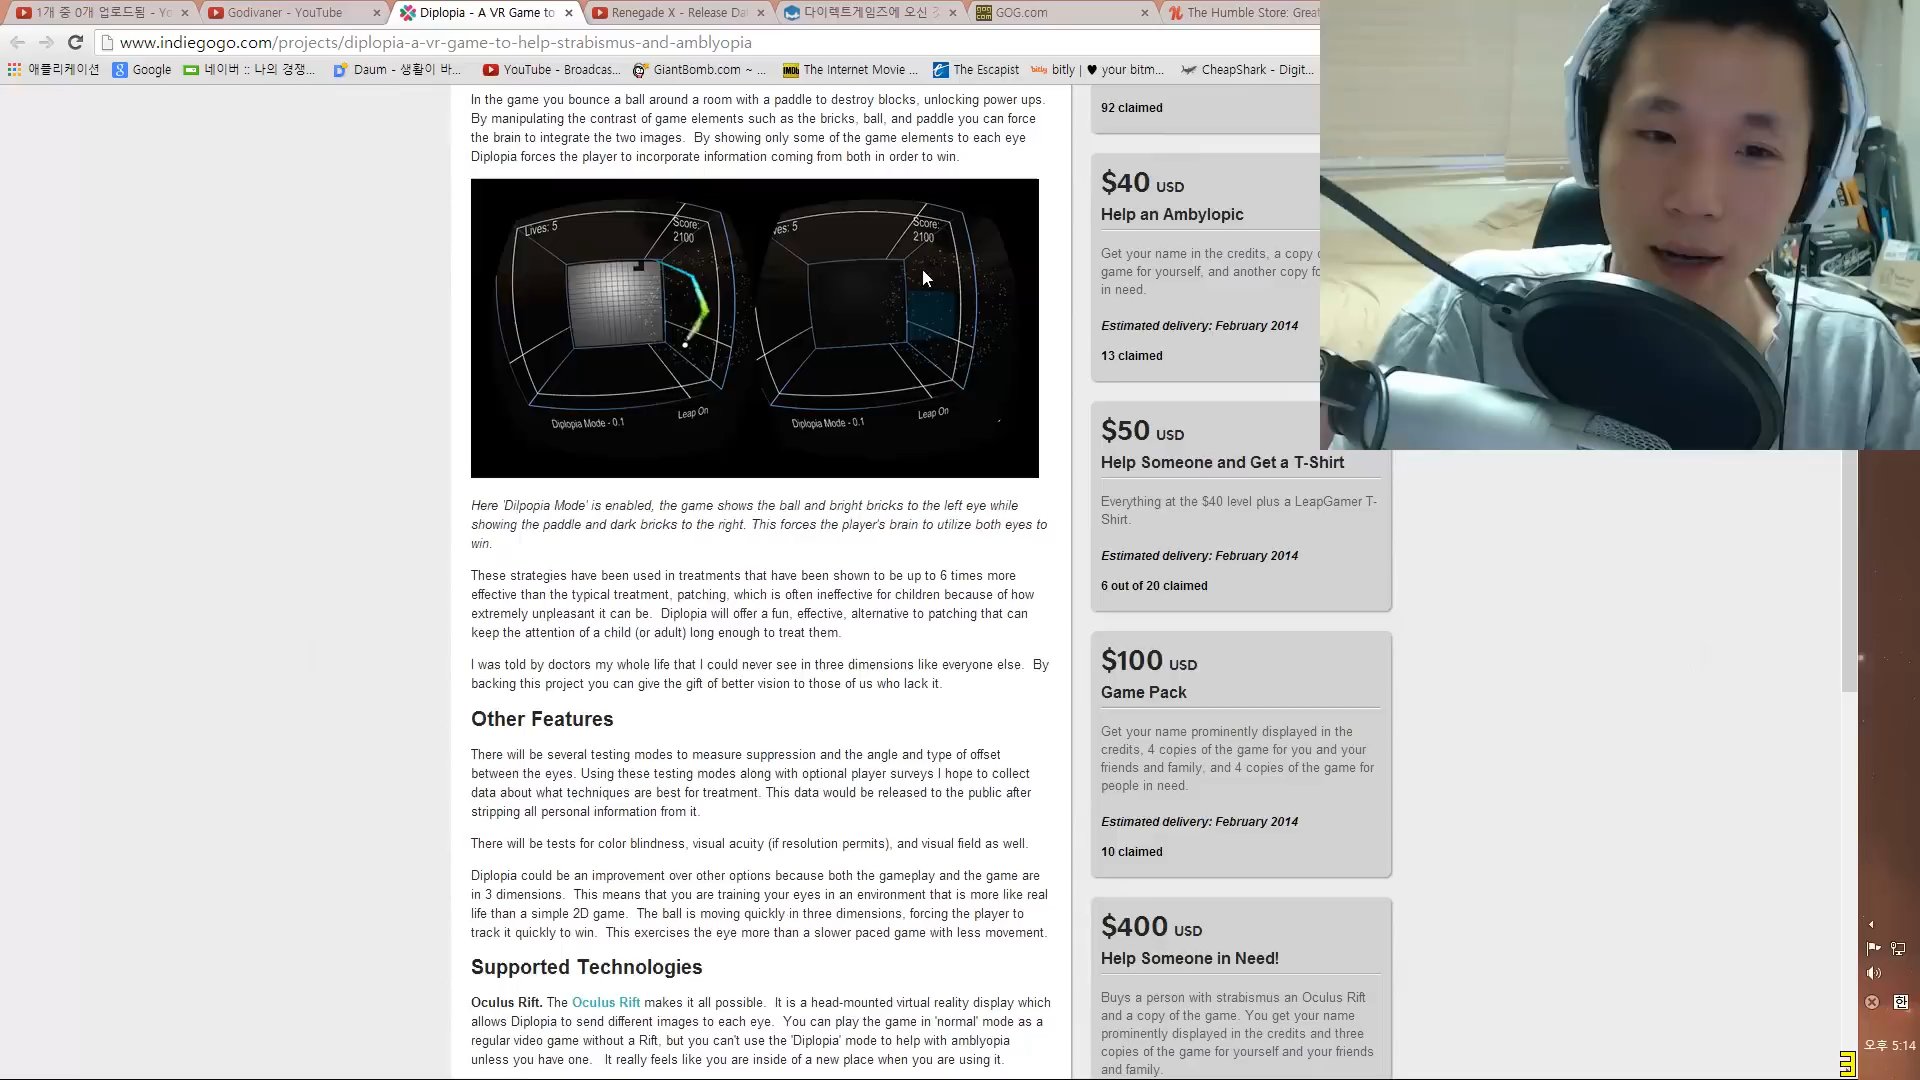 1개 중 0개 업로드됨 - Yo
Godivaner - YouTube
Diplopia - A VR Game to
Renegade X - Release Da
다이렉트게임즈에 오신 것
GOG.com
The Humble Store: Great
www.indiegogo.com/projects/diplopia-a-vr-game-to-help-strabismus-and-amblyopia
애플리케이션
Google
네이버 :: 나의 경쟁...
Daum - 생활이 바...
YouTube - Broadcas...
GiantBomb.com ~ ...
The Internet Movie ...
The Escapist
bitly | ♥ your bitm...
CheapShark - Digit...
In the game you bounce a ball around a room with a paddle to destroy blocks, unlocking power ups.
By manipulating the contrast of game elements such as the bricks, ball, and paddle you can force
the brain to integrate the two images.  By showing only some of the game elements to each eye
Diplopia forces the player to incorporate information coming from both in order to win.
Lives: 5
Score:
2100
Diplopia Mode - 0.1
Leap On
ves: 5
Score:
2100
Diplopia Mode - 0.1
Leap On
Here 'Dilpopia Mode' is enabled, the game shows the ball and bright bricks to the left eye while
showing the paddle and dark bricks to the right. This forces the player's brain to utilize both eyes to
win.
These strategies have been used in treatments that have been shown to be up to 6 times more
effective than the typical treatment, patching, which is often ineffective for children because of how
extremely unpleasant it can be.  Diplopia will offer a fun, effective, alternative to patching that can
keep the attention of a child (or adult) long enough to treat them.
I was told by doctors my whole life that I could never see in three dimensions like everyone else.  By
backing this project you can give the gift of better vision to those of us who lack it.
Other Features
There will be several testing modes to measure suppression and the angle and type of offset
between the eyes. Using these testing modes along with optional player surveys I hope to collect
data about what techniques are best for treatment. This data would be released to the public after
stripping all personal information from it.
There will be tests for color blindness, visual acuity (if resolution permits), and visual field as well.
Diplopia could be an improvement over other options because both the gameplay and the game are
in 3 dimensions.  This means that you are training your eyes in an environment that is more like real
life than a simple 2D game.  The ball is moving quickly in three dimensions, forcing the player to
track it quickly to win.  This exercises the eye more than a slower paced game with less movement.
Supported Technologies
Oculus Rift. The Oculus Rift makes it all possible.  It is a head-mounted virtual reality display which
allows Diplopia to send different images to each eye.  You can play the game in 'normal' mode as a
regular video game without a Rift, but you can't use the 'Diplopia' mode to help with amblyopia
unless you have one.   It really feels like you are inside of a new place when you are using it.
92 claimed
$40 USD
Help an Ambylopic
Get your name in the credits, a copy
game for yourself, and another copy fo
in need.
Estimated delivery: February 2014
13 claimed
$50 USD
Help Someone and Get a T-Shirt
Everything at the $40 level plus a LeapGamer T-
Shirt.
Estimated delivery: February 2014
6 out of 20 claimed
$100 USD
Game Pack
Get your name prominently displayed in the
credits, 4 copies of the game for you and your
friends and family, and 4 copies of the game for
people in need.
Estimated delivery: February 2014
10 claimed
$400 USD
Help Someone in Need!
Buys a person with strabismus an Oculus Rift
and a copy of the game. You get your name
prominently displayed in the credits and three
copies of the game for yourself and your friends
and family.
한
오후 5:14